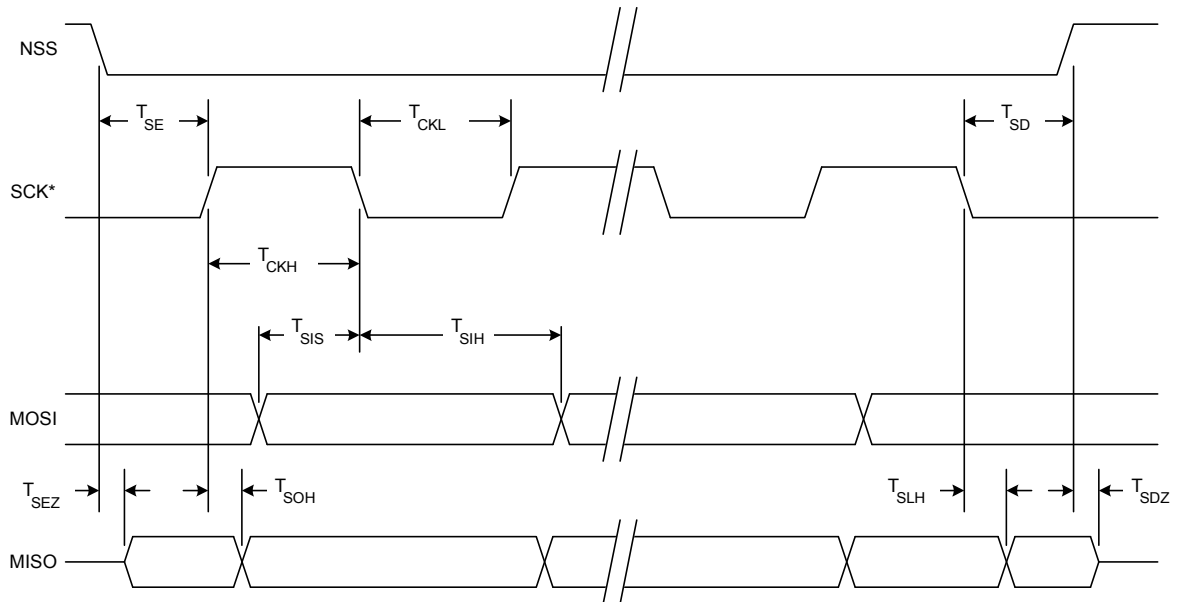 NSS
T_SE
T_CKL
T_SD
SCK*
T_CKH
T_SIS
T_SIH
MOSI
T_SEZ
T_SOH
T_SLH
T_SDZ
MISO